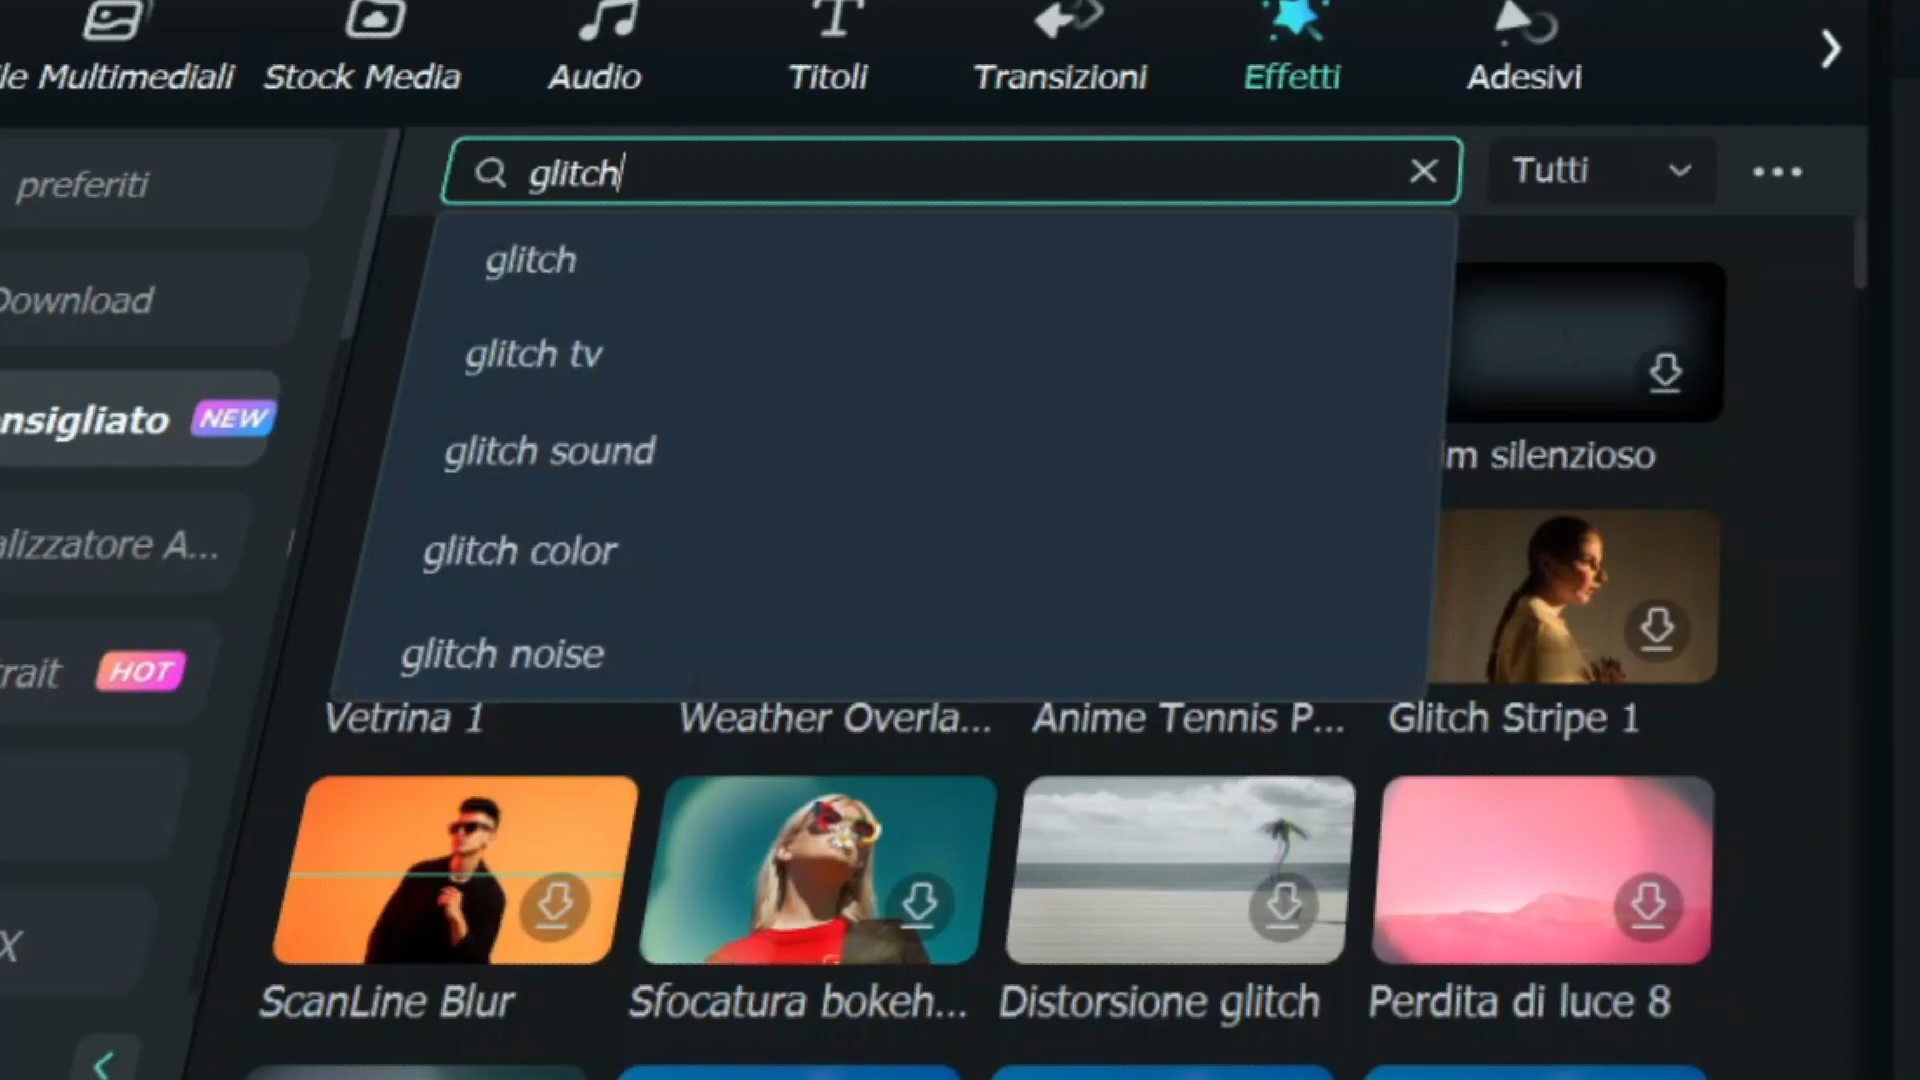 le Multimediali
Stock Media
Audio
Titoli
Transizioni
Effetti
Adesivi
preferiti
glitch
Tutti
Download
nsigliato NEW
alizzatore A...
rait HOT
X
glitch
glitch tv
glitch sound
glitch color
glitch noise
lm silenzioso
Vetrina 1
Weather Overla...
Anime Tennis P...
Glitch Stripe 1
ScanLine Blur
Sfocatura bokeh...
Distorsione glitch
Perdita di luce 8